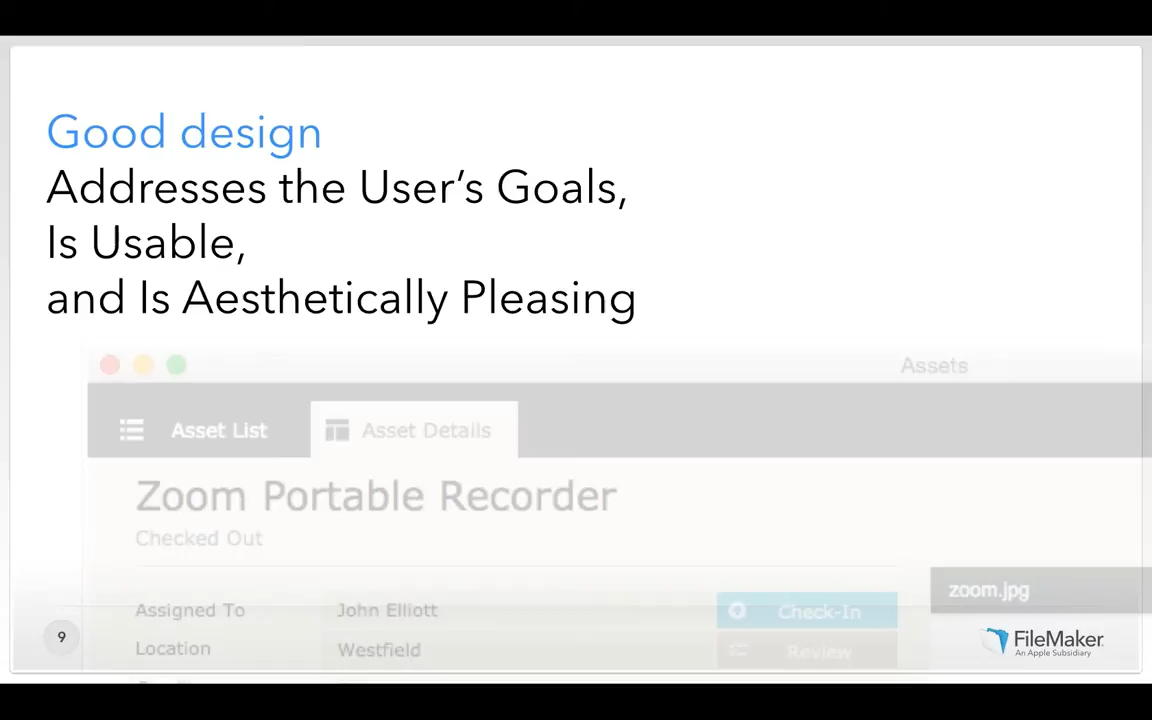 Good design
Addresses the User’s Goals,
Is Usable,
and Is Aesthetically Pleasing
Assets
Asset List
Asset Details
Zoom Portable Recorder
Checked Out
Assigned To
John Elliott
Check-In
zoom.jpg
Location
Westfield
Review
9
FileMaker
An Apple Subsidiary